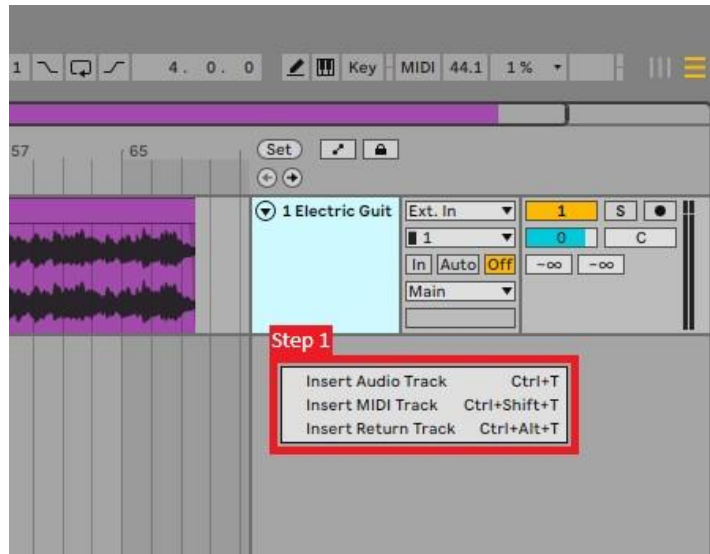 1 4. 0. 0 Key MIDI 44.1 1 %
57 65 Set
1 Electric Guit Ext. In 1 S
1 0 C
In Auto Off -∞ -∞
Main
Step 1
Insert Audio Track Ctrl+T
Insert MIDI Track Ctrl+Shift+T
Insert Return Track Ctrl+Alt+T